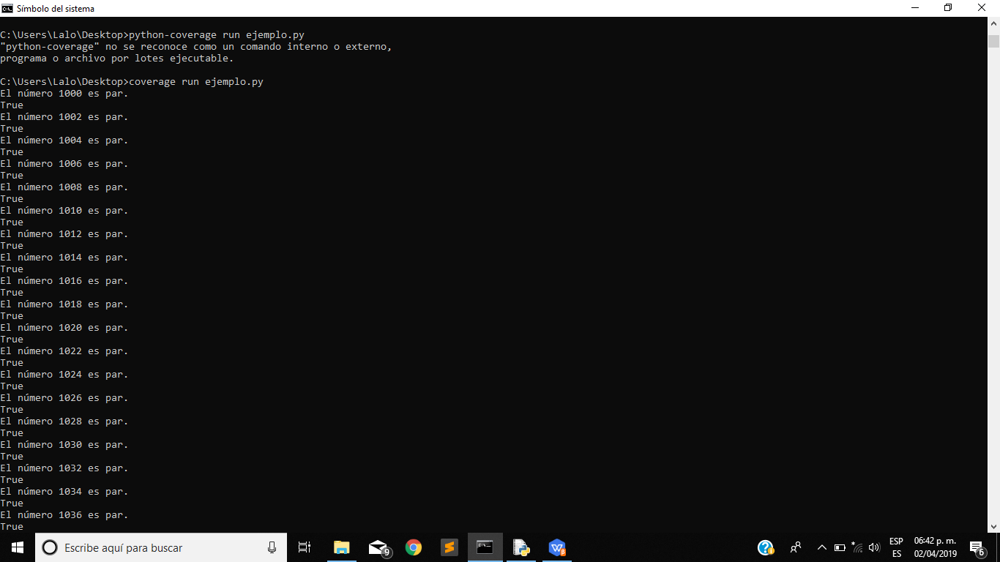 Símbolo del sistema
C:\Users\Lalo\Desktop>python-coverage run ejemplo.py
"python-coverage" no se reconoce como un comando interno o externo,
programa o archivo por lotes ejecutable.
C:\Users\Lalo\Desktop>coverage run ejemplo.py
El número 1000 es par.
True
El número 1002 es par.
True
El número 1004 es par.
True
El número 1006 es par.
True
El número 1008 es par.
True
El número 1010 es par.
True
El número 1012 es par.
True
El número 1014 es par.
True
El número 1016 es par.
True
El número 1018 es par.
True
El número 1020 es par.
True
El número 1022 es par.
True
El número 1024 es par.
True
El número 1026 es par.
True
El número 1028 es par.
True
El número 1030 es par.
True
El número 1032 es par.
True
El número 1034 es par.
True
El número 1036 es par.
True
Escribe aquí para buscar
9
ESP
ES
06:42 p. m.
02/04/2019
6